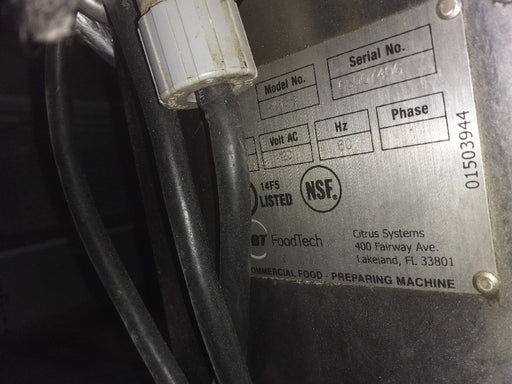 Model No.
Serial No.
Volt AC
Hz
Phase
60
14F5
LISTED
NSF.
FoodTech
Citrus Systems
400 Fairway Ave.
Lakeland, FL 33801
COMMERCIAL FOOD - PREPARING MACHINE
01503944